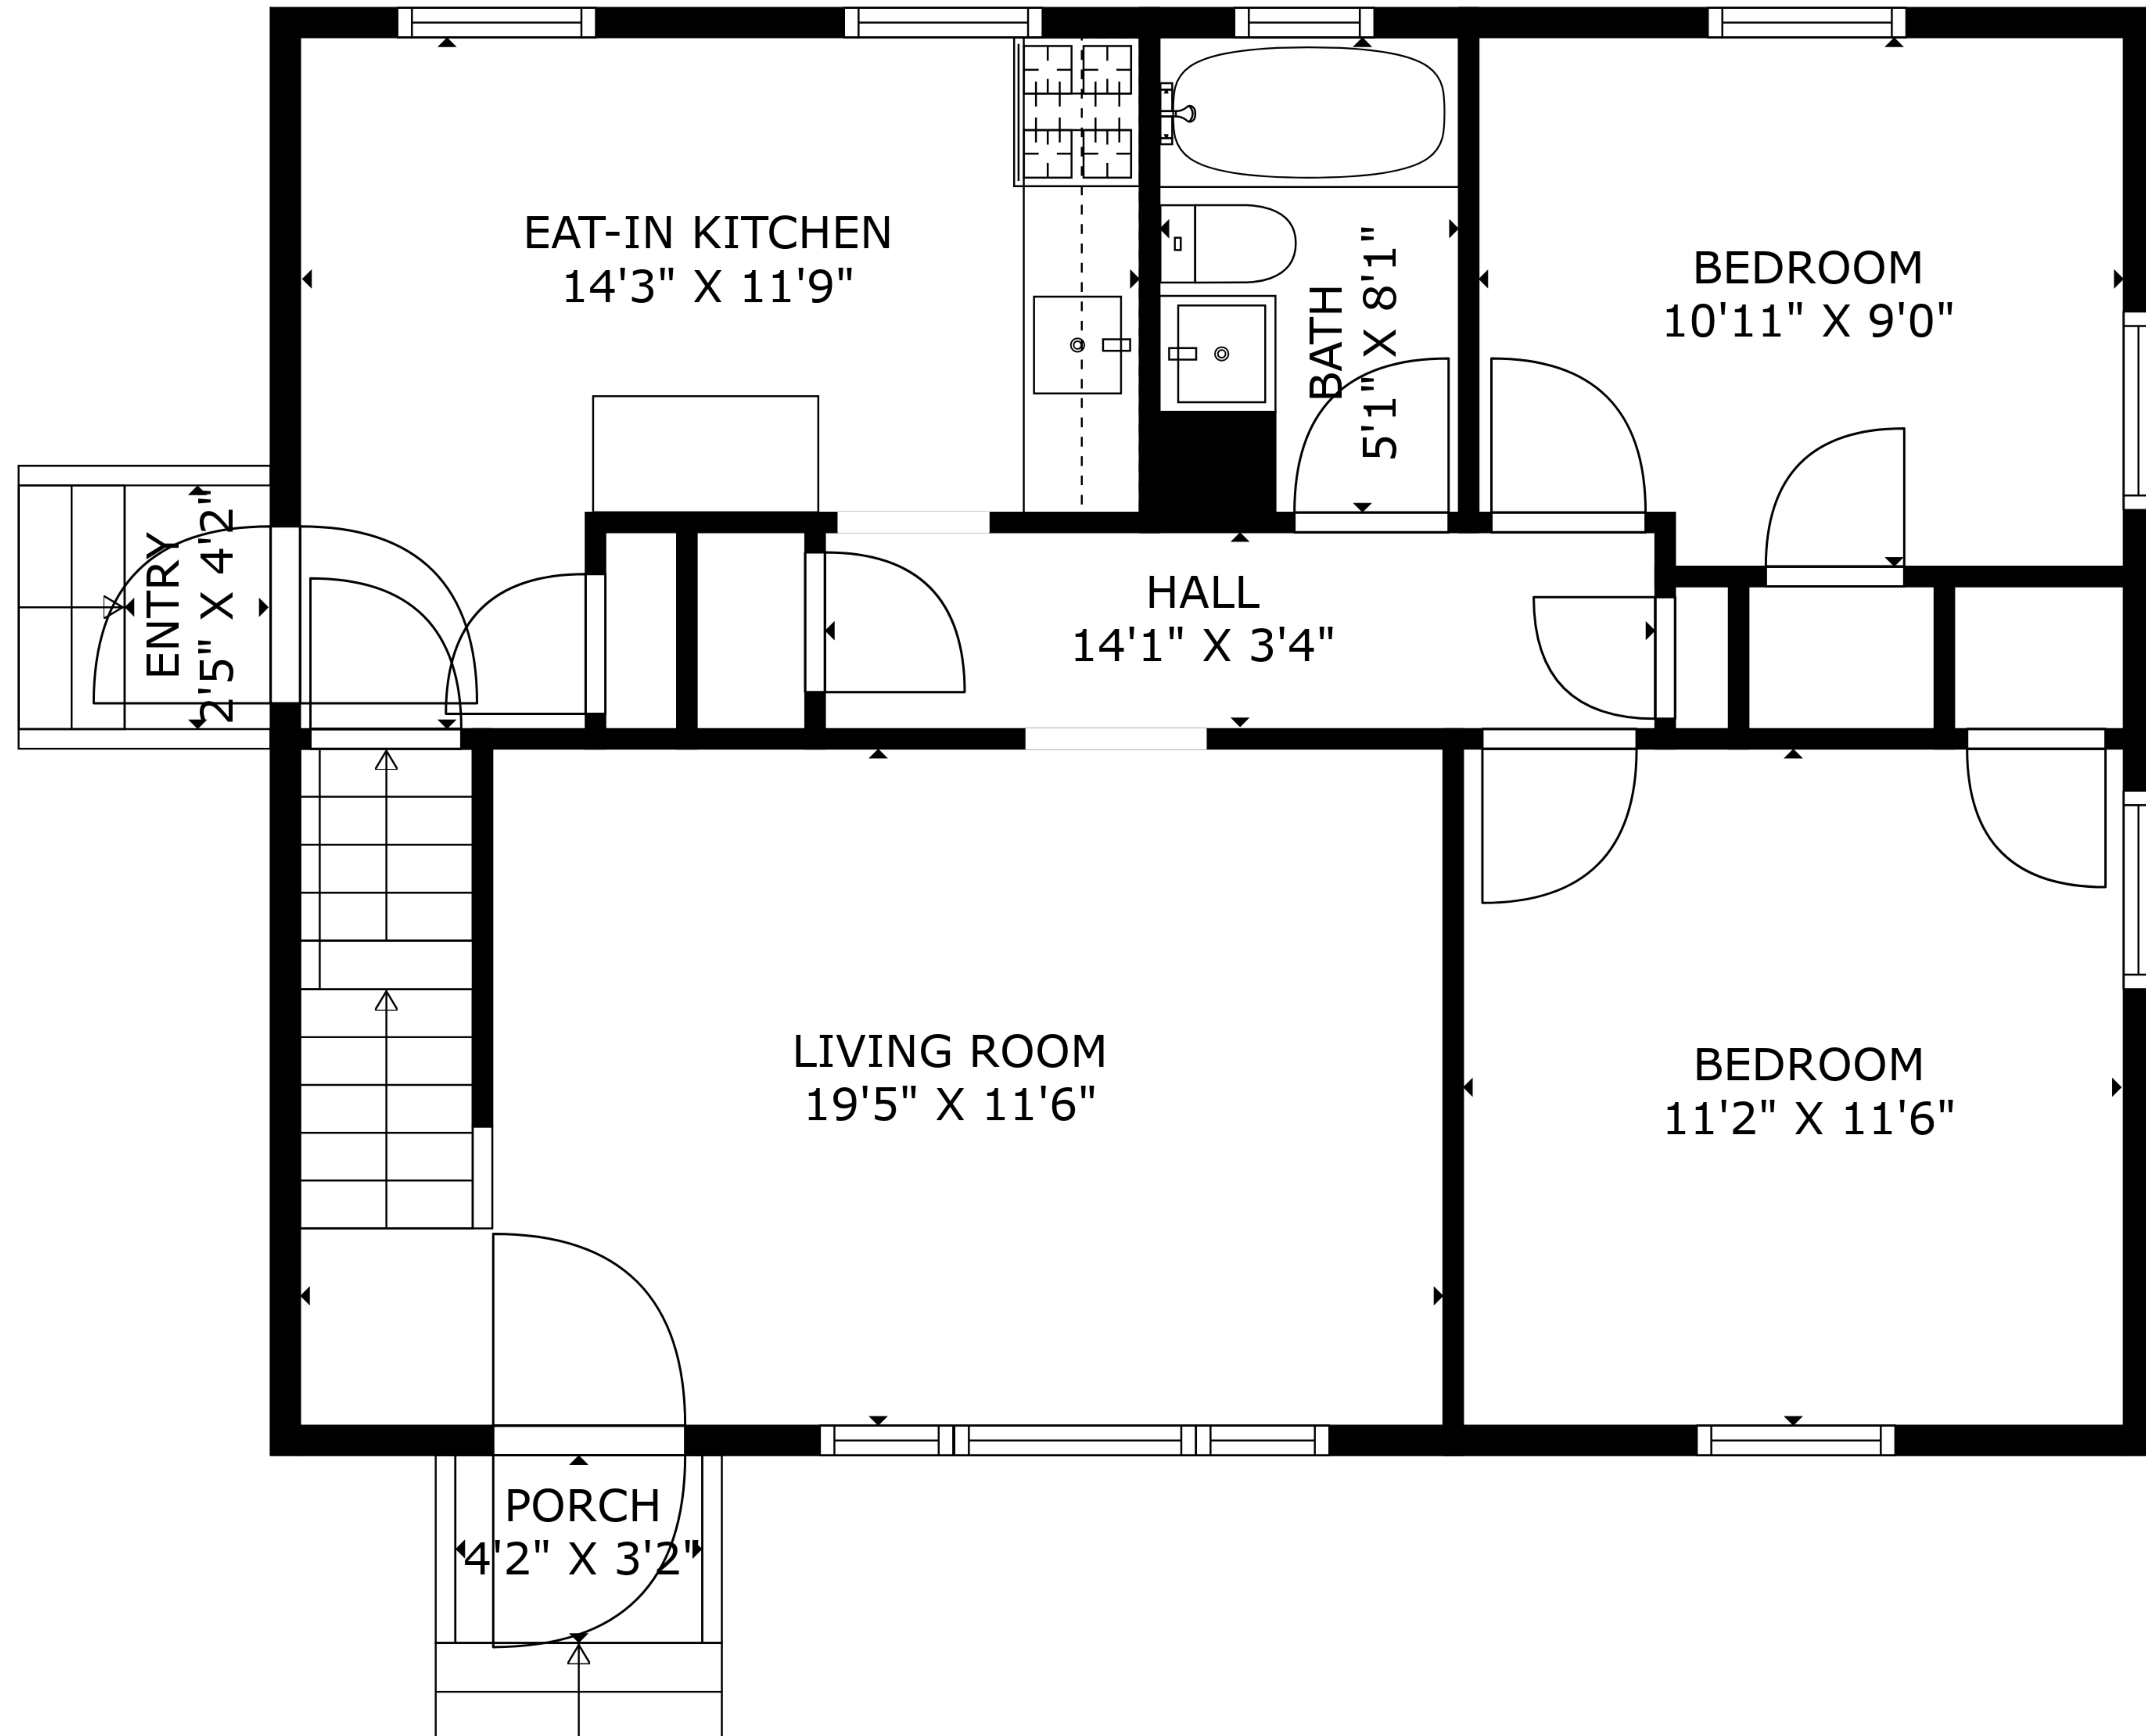 EAT-IN KITCHEN
14'3" X 11'9"
BATH
5'1" X 8'1"
BEDROOM
10'11" X 9'0"
ENTRY
2'5" X 4'2"
HALL
14'1" X 3'4"
LIVING ROOM
19'5" X 11'6"
BEDROOM
11'2" X 11'6"
PORCH
4'2" X 3'2"